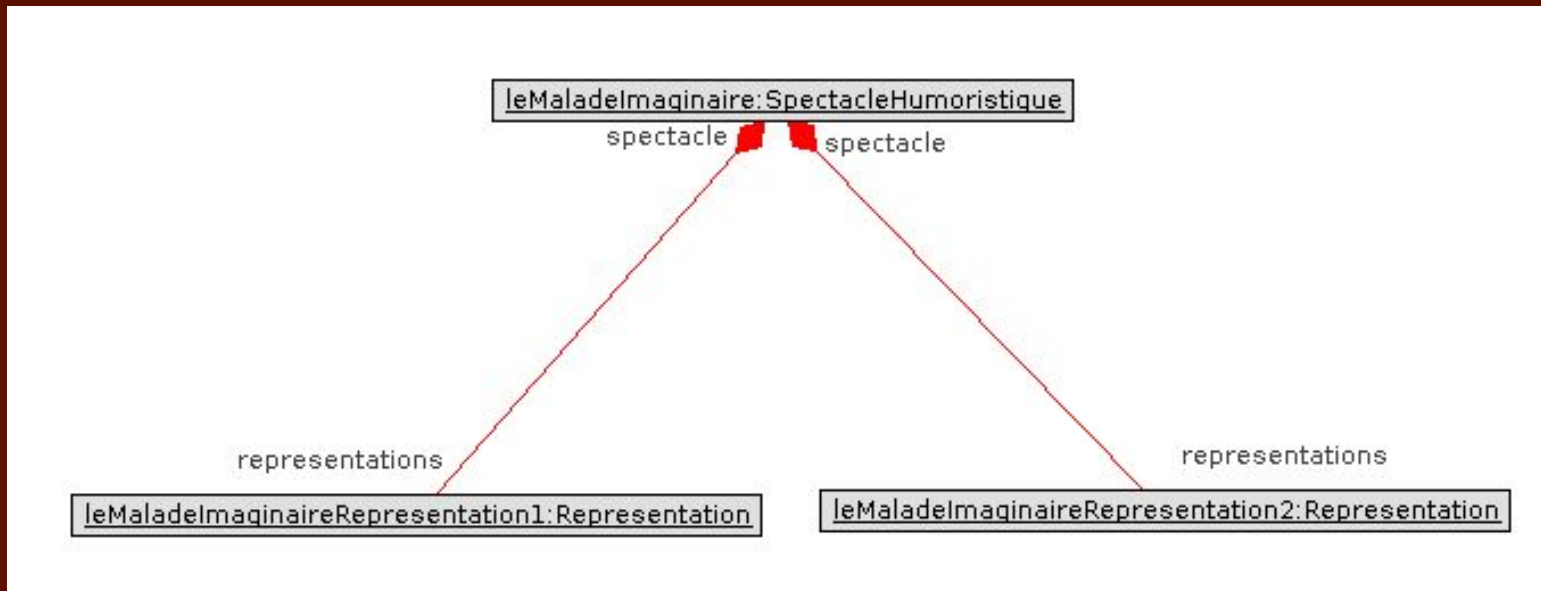 leMaladeImaginaire:SpectacleHumoristique
spectacle
spectacle
representations
representations
leMaladeImaginaireRepresentation1:Representation
leMaladeImaginaireRepresentation2:Representation